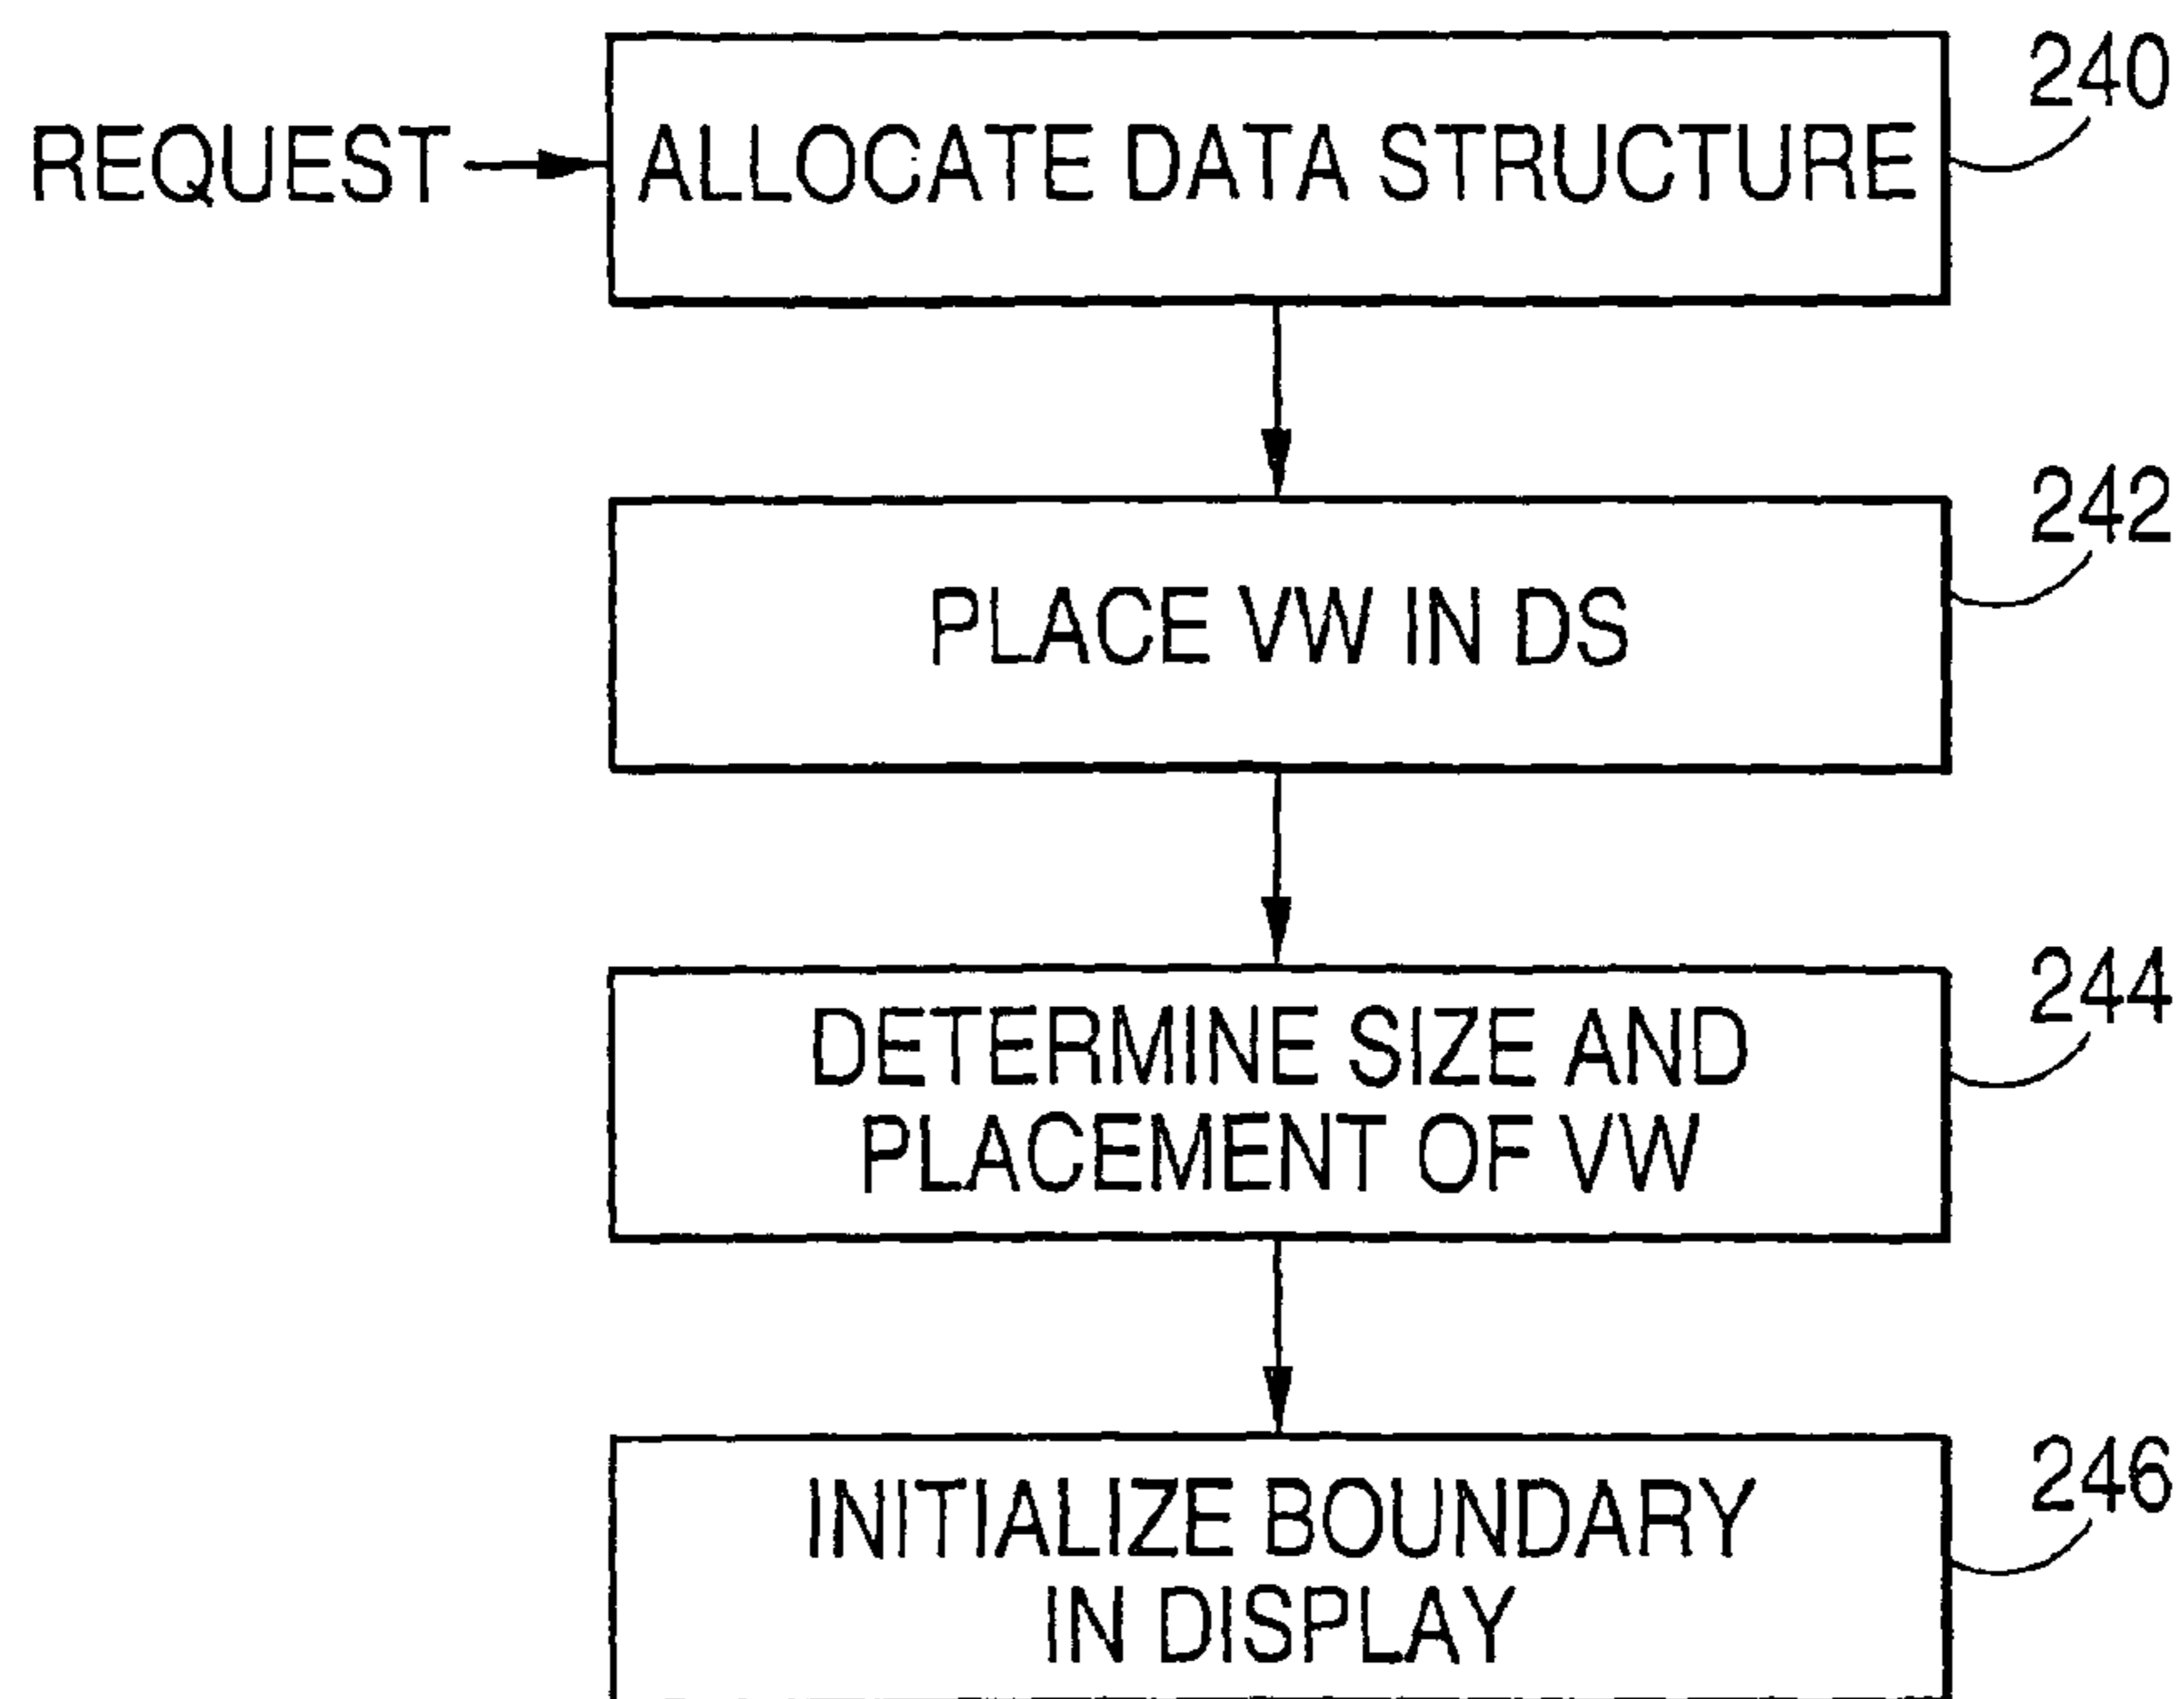 240
REQUEST
ALLOCATE DATA STRUCTURE
242
PLACE VW IN DS
244
DETERMINE SIZE AND
PLACEMENT OF VW
246
INITIALIZE BOUNDARY
IN DISPLAY